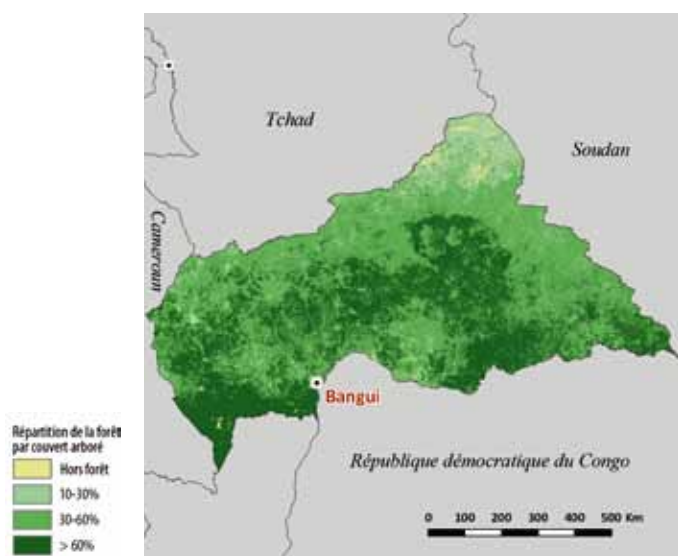 Tchad
Soudan
Cameroun
Bangui
République démocratique du Congo
Répartition de la forêt
par couvert arboré
Hors forêt
10-30%
30-60%
> 60%
0 100 200 300 400 500 Km